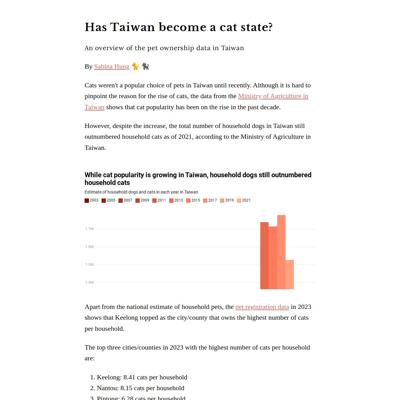 Has Taiwan become a cat state?
An overview of the pet ownership data in Taiwan
By Sabina Hung 🐈 🐈‍⬛
Cats weren't a popular choice of pets in Taiwan until recently. Although it is hard to
pinpoint the reason for the rise of cats, the data from the Ministry of Agriculture in
Taiwan shows that cat popularity has been on the rise in the past decade.
However, despite the increase, the total number of household dogs in Taiwan still
outnumbered household cats as of 2021, according to the Ministry of Agriculture in
Taiwan.
While cat popularity is growing in Taiwan, household dogs still outnumbered
household cats
Estimate of household dogs and cats in each year in Taiwan
2003 2005 2007 2009 2011 2013 2015 2017 2019 2021
Apart from the national estimate of household pets, the pet registration data in 2023
shows that Keelong topped as the city/county that owns the highest number of cats
per household.
The top three cities/counties in 2023 with the highest number of cats per household
are:
1. Keelong: 8.41 cats per household
2. Nantou: 8.15 cats per household
3. Pintong: 6.28 cats per household